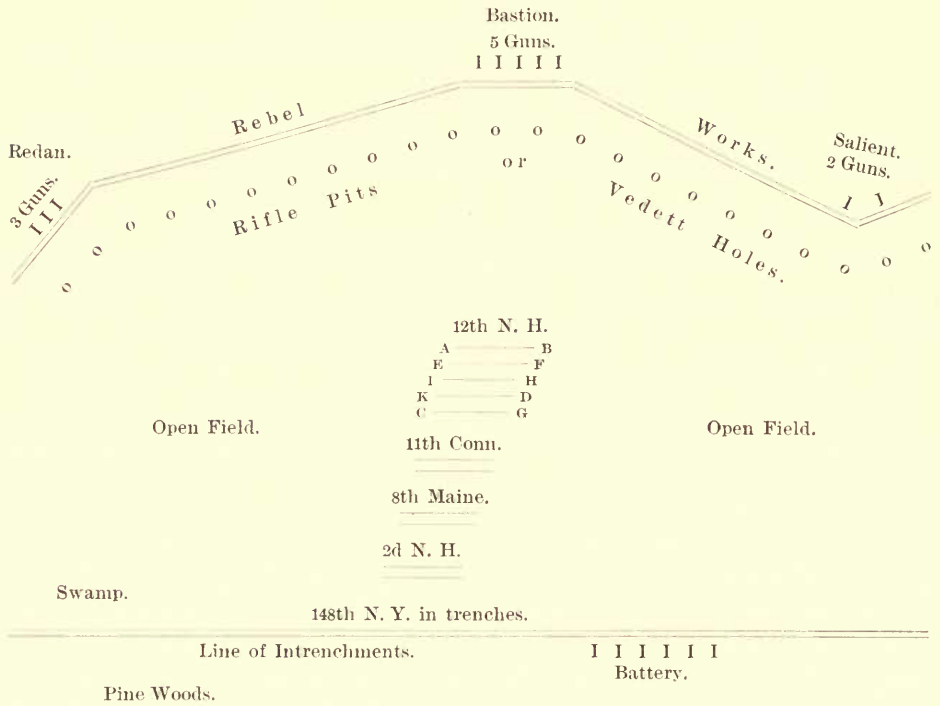 Bastion.
5 Guns.
I I I I I
Rebel Works.
Redan.
3 Guns.
I I I
Salient.
2 Guns.
I I
o o o o o o o o o o o o o o o o o o o o o o o o
Rifle Pits or Vedett Holes.
12th N. H.
A B
E F
I H
K D
C G
Open Field.
Open Field.
11th Conn.
8th Maine.
2d N. H.
Swamp.
148th N. Y. in trenches.
Line of Intrenchments.
I I I I I I
Battery.
Pine Woods.